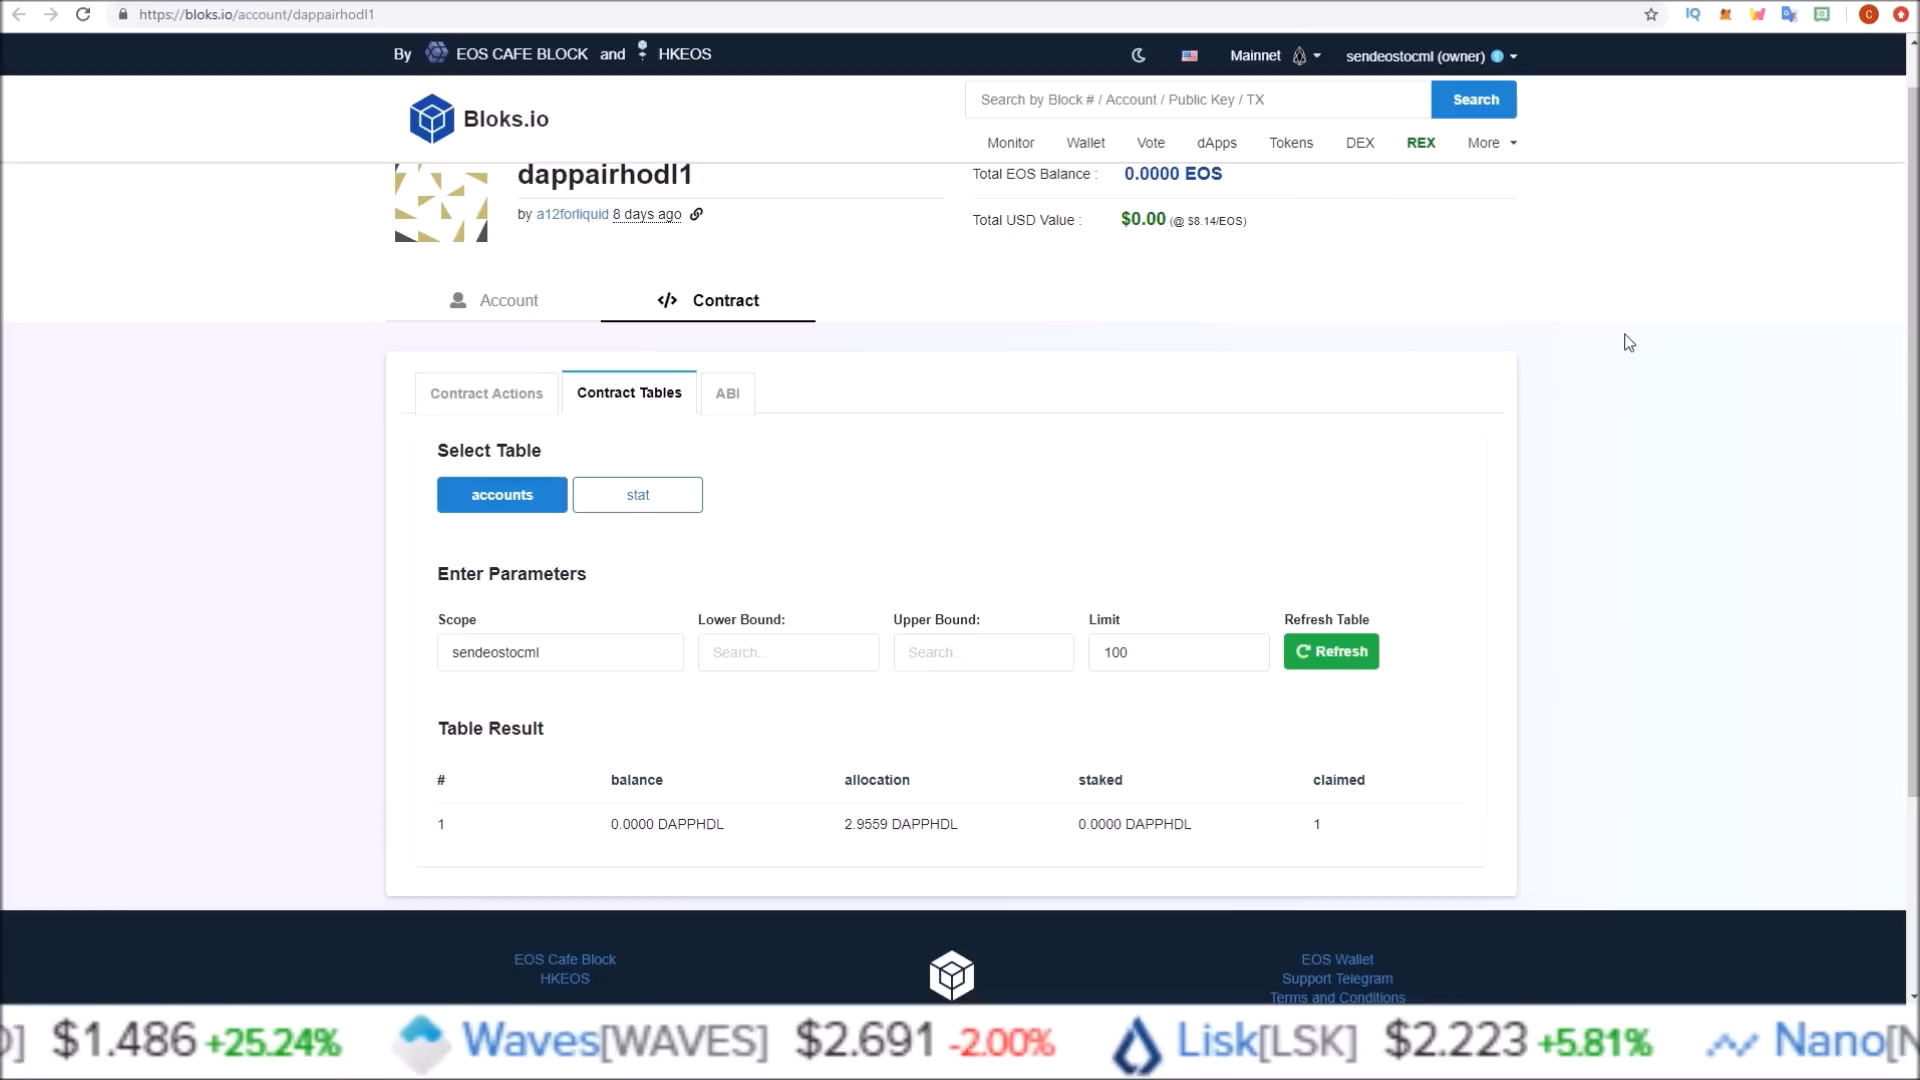 https://bloks.io/account/dappairhodl1
By EOS CAFE BLOCK and HKEOS
Mainnet
sendeostocml (owner)
Bloks.io
Search by Block # / Account / Public Key / TX
Search
Monitor Wallet Vote dApps Tokens DEX REX More
dappairhodl1
by a12forliquid 8 days ago
Total EOS Balance : 0.0000 EOS
Total USD Value : $0.00 (@ $8.14/EOS)
Account
</> Contract
Contract Actions Contract Tables ABI
Select Table
accounts stat
Enter Parameters
Scope Lower Bound: Upper Bound: Limit Refresh Table
sendeostocml Search... Search... 100 Refresh
Table Result
# balance allocation staked claimed
1 0.0000 DAPPHDL 2.9559 DAPPHDL 0.0000 DAPPHDL 1
EOS Cafe Block
HKEOS
EOS Wallet
Support Telegram
Terms and Conditions
] $1.486 +25.24% Waves[WAVES] $2.691 -2.00% Lisk[LSK] $2.223 +5.81% Nano[N